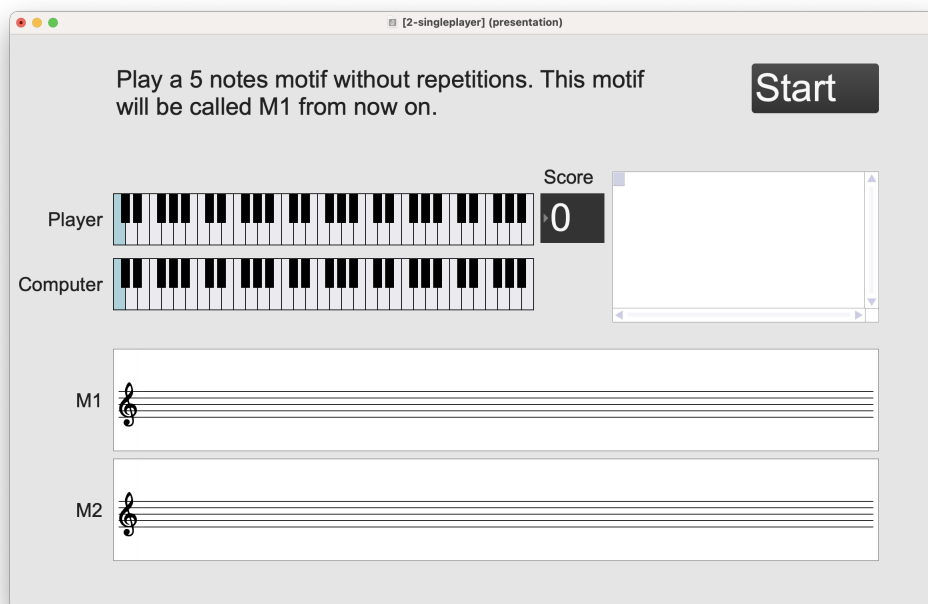 [2-singleplayer] (presentation)
Play a 5 notes motif without repetitions. This motif
will be called M1 from now on.
Start
Score
Player
0
Computer
M1
M2